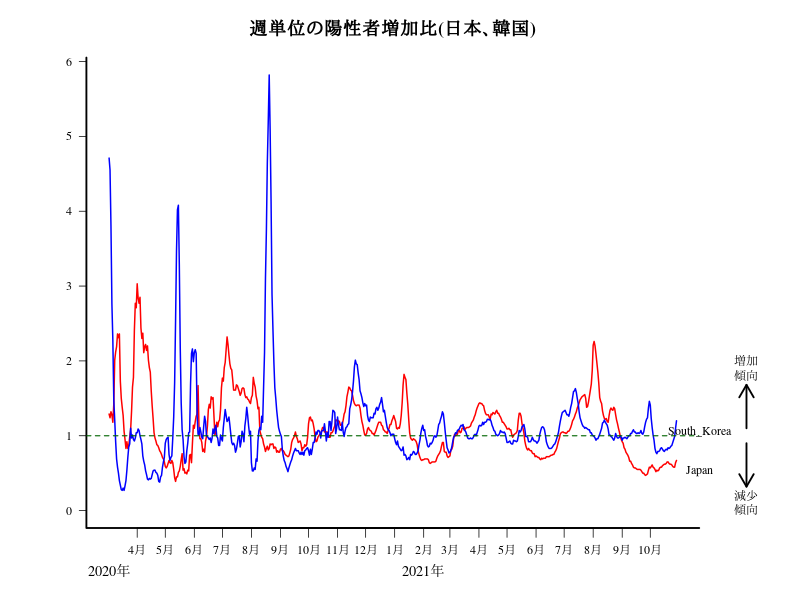 週単位の陽性者増加比(日本、韓国)
6
5
4
3
2
1
0
増加
傾向
South_Korea
Japan
減少
傾向
4月 5月 6月 7月 8月 9月 10月 11月 12月 1月 2月 3月 4月 5月 6月 7月 8月 9月 10月
2020年 2021年